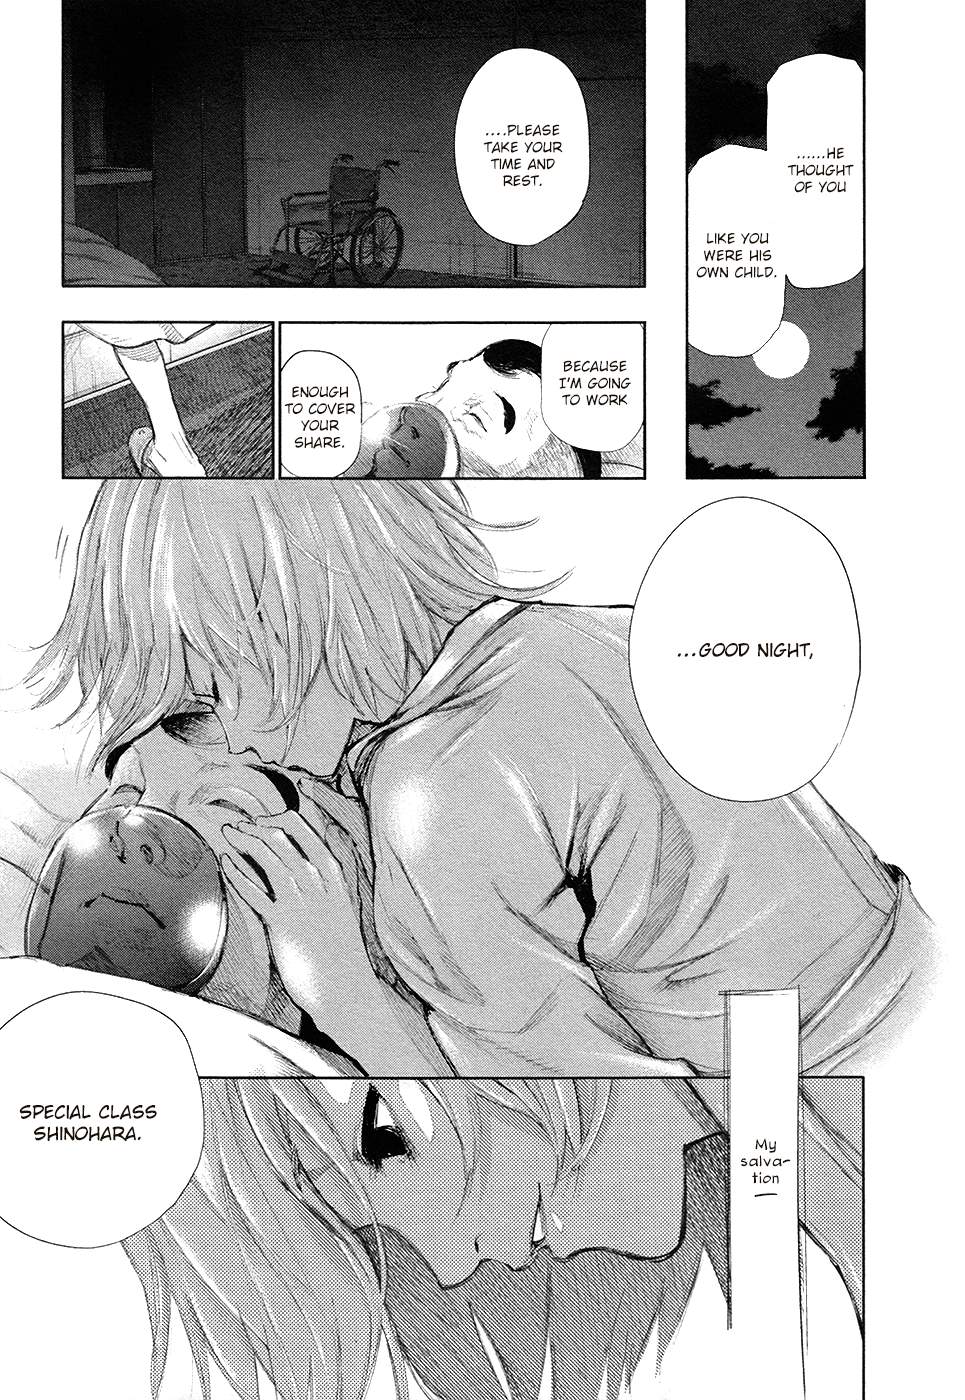 ......HE
THOUGHT
OF YOU
LIKE YOU
WERE HIS
OWN CHILD.
....PLEASE
TAKE YOUR
TIME AND
REST.
BECAUSE
I'M GOING
TO WORK
ENOUGH
TO COVER
YOUR
SHARE.
...GOOD NIGHT,
SPECIAL CLASS
SHINOHARA.
My
salva-
tion
—